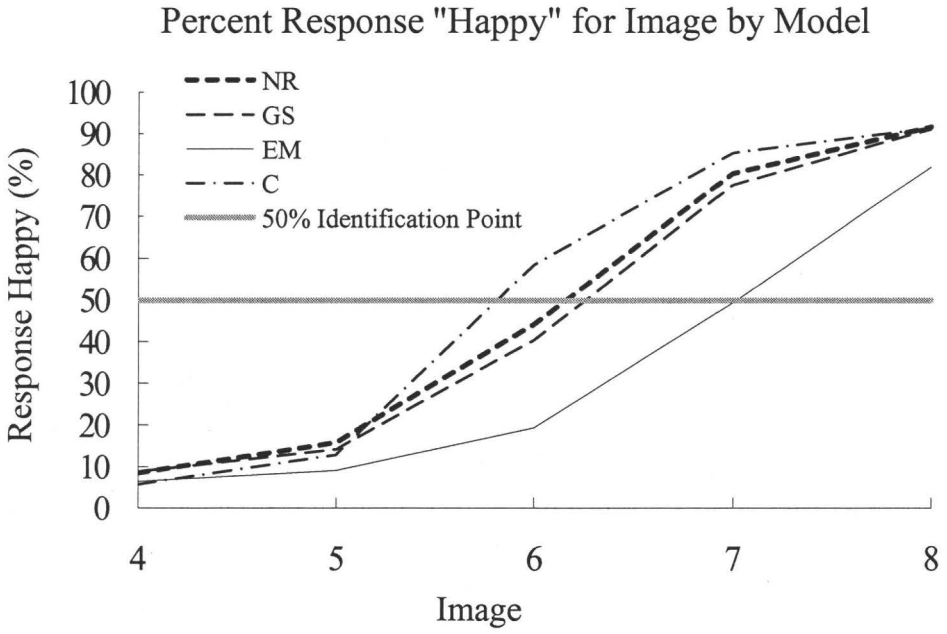 Percent Response "Happy" for Image by Model
NR
GS
EM
C
50% Identification Point
Response Happy (%)
100
90
80
70
60
50
40
30
20
10
0
4 5 6 7 8
Image